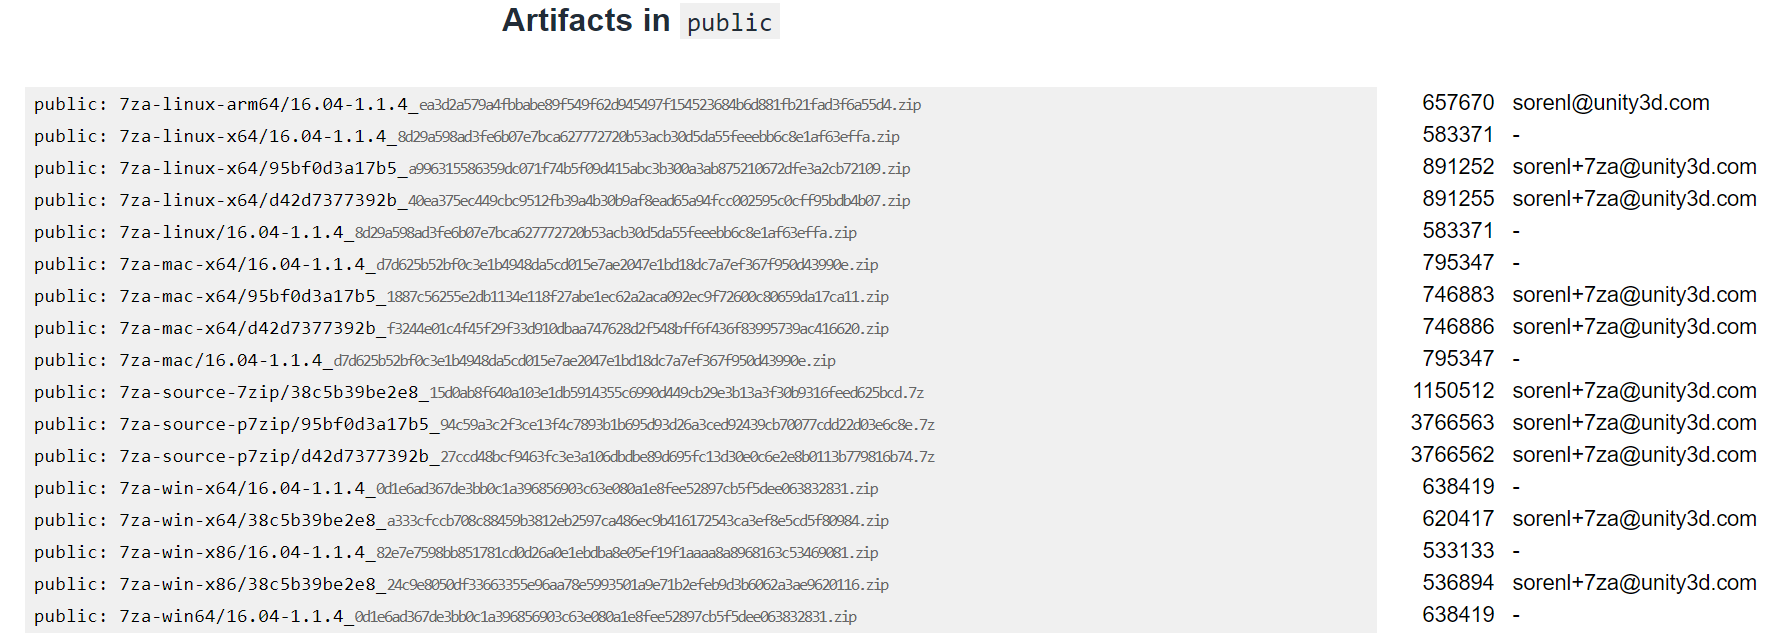 Artifacts in public
public: 7za-linux-arm64/16.04-1.1.4_ea3d2a579a4fbbabe89f549f62d945497f154523684b6d881fb21fad3f6a55d4.zip 657670 sorenl@unity3d.com
public: 7za-linux-x64/16.04-1.1.4_8d29a598ad3fe6b07e7bca627772720b53acb30d5da55feeebb6c8e1af63effa.zip 583371 -
public: 7za-linux-x64/95bf0d3a17b5_a996315586359dc071f74b5f09d415abc3b300a3ab875210672dfe3a2cb72109.zip 891252 sorenl+7za@unity3d.com
public: 7za-linux-x64/d42d7377392b_40ea375ec449cbc9512fb39a4b30b9af8ead65a94fcc002595c0cff95bdb4b07.zip 891255 sorenl+7za@unity3d.com
public: 7za-linux/16.04-1.1.4_8d29a598ad3fe6b07e7bca627772720b53acb30d5da55feeebb6c8e1af63effa.zip 583371 -
public: 7za-mac-x64/16.04-1.1.4_d7d625b52bf0c3e1b4948da5cd015e7ae2047e1bd18dc7a7ef367f950d43990e.zip 795347 -
public: 7za-mac-x64/95bf0d3a17b5_1887c56255e2db1134e118f27abe1ec62a2aca092ec9f72600c80659da17ca11.zip 746883 sorenl+7za@unity3d.com
public: 7za-mac-x64/d42d7377392b_f3244e01c4f45f29f33d910dbaa747628d2f548bff6f436f83995739ac416620.zip 746886 sorenl+7za@unity3d.com
public: 7za-mac/16.04-1.1.4_d7d625b52bf0c3e1b4948da5cd015e7ae2047e1bd18dc7a7ef367f950d43990e.zip 795347 -
public: 7za-source-7zip/38c5b39be2e8_15d0ab8f640a103e1db5914355c6990d449cb29e3b13a3f30b9316feed625bcd.7z 1150512 sorenl+7za@unity3d.com
public: 7za-source-p7zip/95bf0d3a17b5_94c59a3c2f3ce13f4c7893b1b695d93d26a3ced92439cb70077cdd22d03e6c8e.7z 3766563 sorenl+7za@unity3d.com
public: 7za-source-p7zip/d42d7377392b_27ccd48bcf9463fc3e3a106dbdbe89d695fc13d30e0c6e2e8b0113b779816b74.7z 3766562 sorenl+7za@unity3d.com
public: 7za-win-x64/16.04-1.1.4_0d1e6ad367de3bb0c1a396856903c63e080a1e8fee52897cb5f5dee063832831.zip 638419 -
public: 7za-win-x64/38c5b39be2e8_a333cfccb708c88459b3812eb2597ca486ec9b416172543ca3ef8e5cd5f80984.zip 620417 sorenl+7za@unity3d.com
public: 7za-win-x86/16.04-1.1.4_82e7e7598bb851781cd0d26a0e1ebdba8e05ef19f1aaaa8a8968163c53469081.zip 533133 -
public: 7za-win-x86/38c5b39be2e8_24c9e8050df33663355e96aa78e5993501a9e71b2efeb9d3b6062a3ae9620116.zip 536894 sorenl+7za@unity3d.com
public: 7za-win64/16.04-1.1.4_0d1e6ad367de3bb0c1a396856903c63e080a1e8fee52897cb5f5dee063832831.zip 638419 -